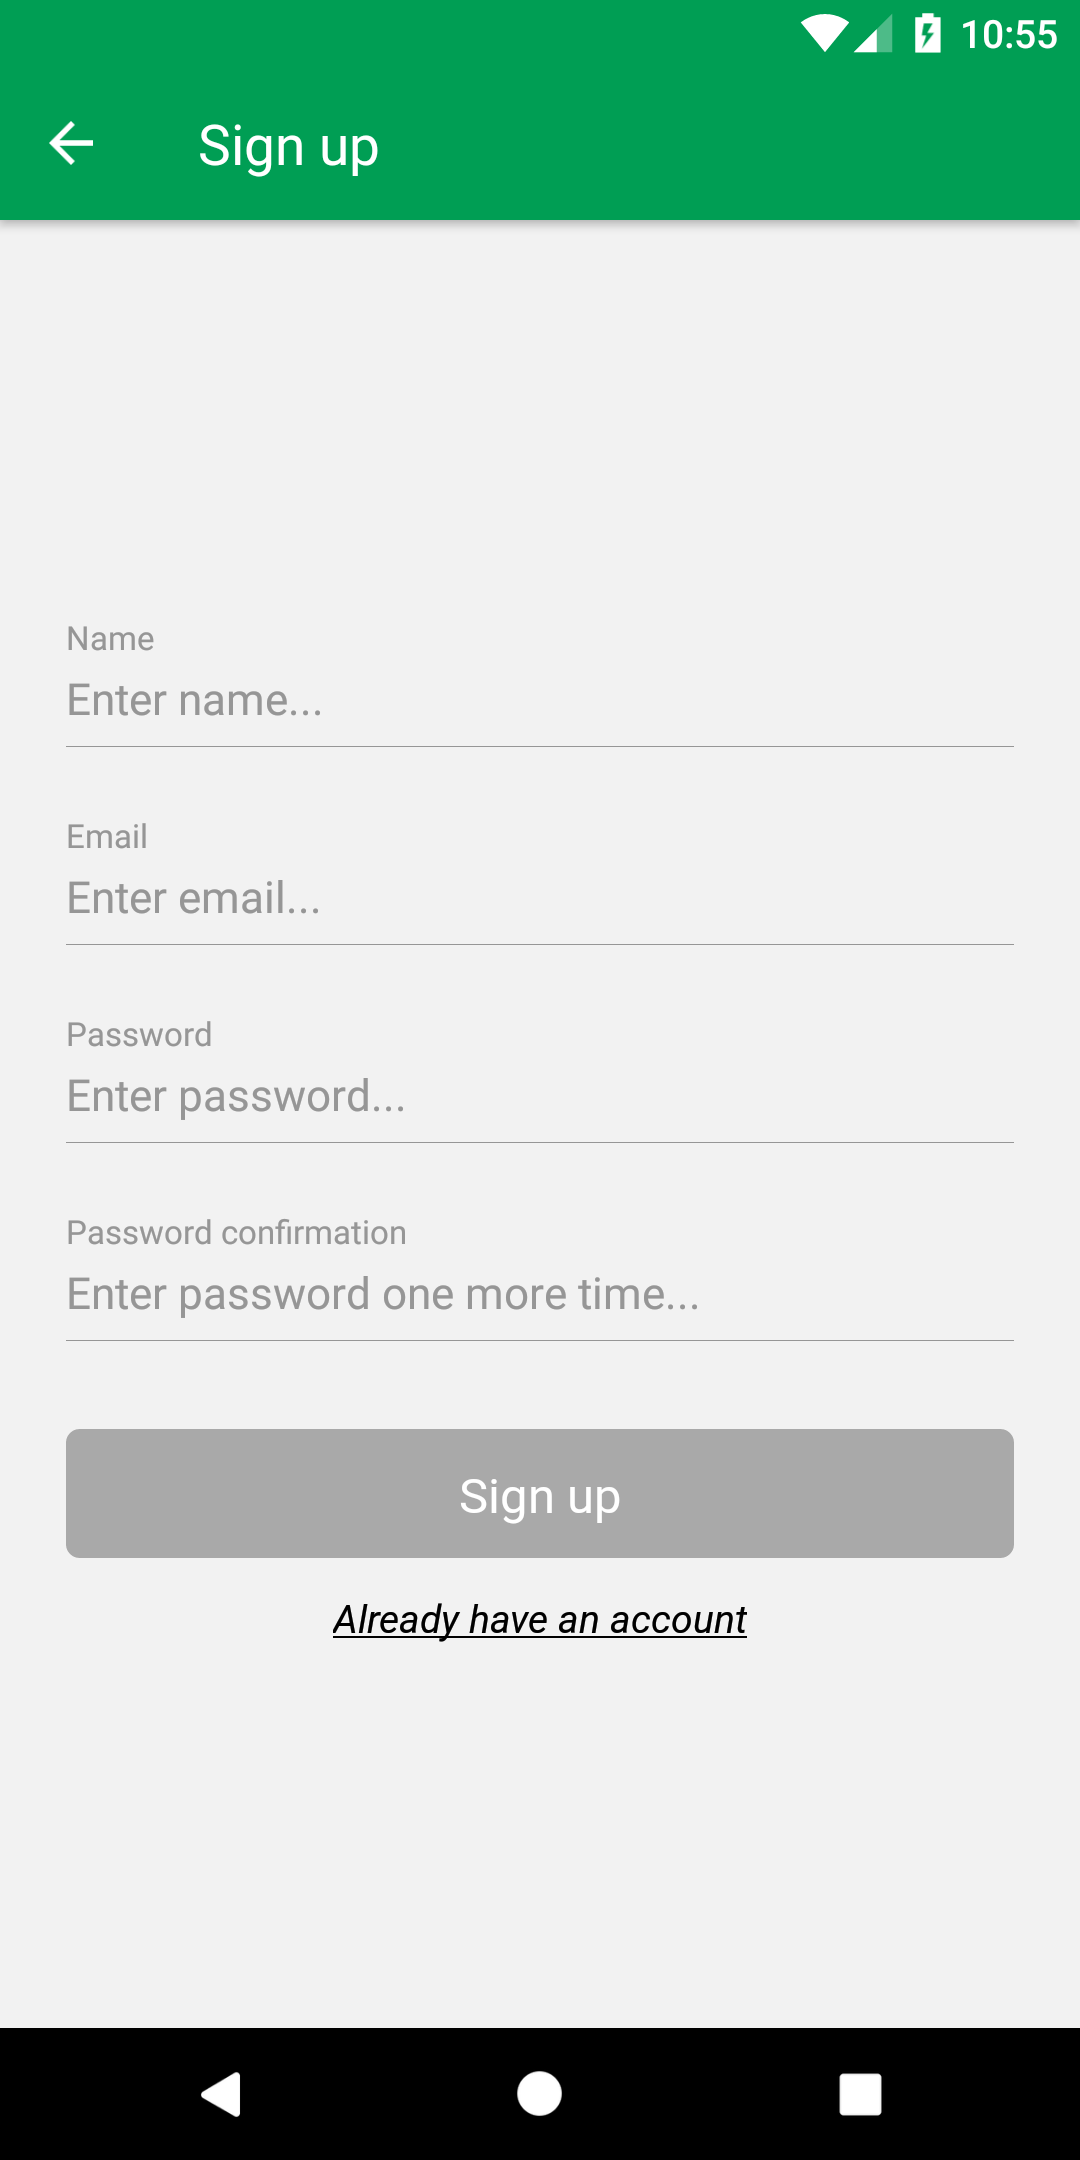 10:55
Sign up
Name
Enter name...
Email
Enter email...
Password
Enter password...
Password confirmation
Enter password one more time...
Sign up
Already have an account